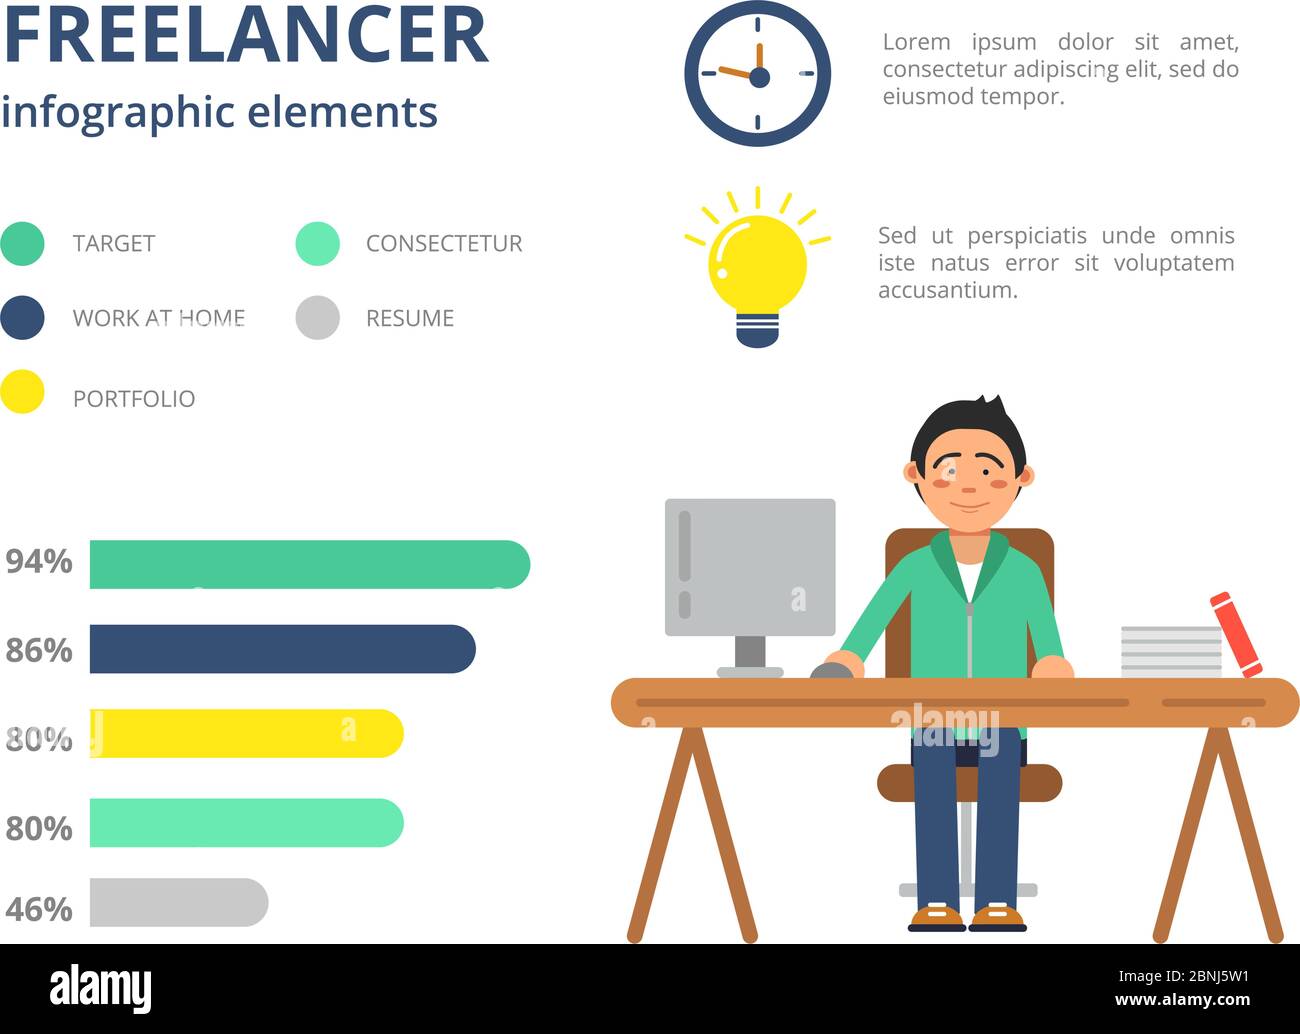 FREELANCER
infographic elements
TARGET
CONSECTETUR
WORK AT HOME
RESUME
PORTFOLIO
94%
86%
80%
80%
46%
Lorem ipsum dolor sit amet,
consectetur adipiscing elit, sed do
eiusmod tempor.
Sed ut perspiciatis unde omnis
iste natus error sit voluptatem
accusantium.
alamy
Image ID: 2BNJ5W1
www.alamy.com